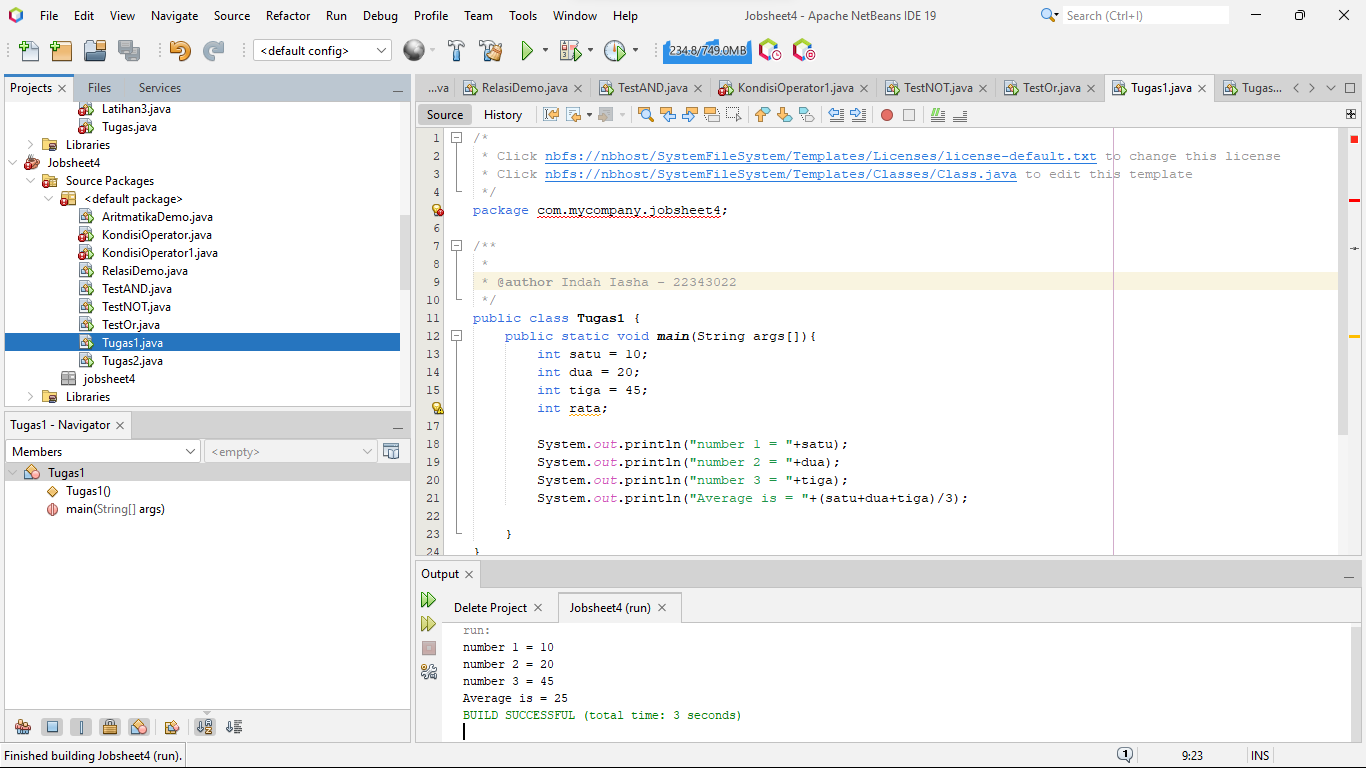 File Edit View Navigate Source Refactor Run Debug Profile Team Tools Window Help
Jobsheet4 - Apache NetBeans IDE 19
Search (Ctrl+I)
<default config>
234.8/749.0MB
Projects Files Services
Latihan3.java
Tugas.java
Libraries
Jobsheet4
Source Packages
<default package>
AritmatikaDemo.java
KondisiOperator.java
KondisiOperator1.java
RelasiDemo.java
TestAND.java
TestNOT.java
TestOr.java
Tugas1.java
Tugas2.java
jobsheet4
Libraries
Tugas1 - Navigator
Members
<empty>
Tugas1
Tugas1()
main(String[] args)
...va RelasiDemo.java TestAND.java KondisiOperator1.java TestNOT.java TestOr.java Tugas1.java Tugas...
Source History
1 /*
2 * Click nbfs://nbhost/SystemFileSystem/Templates/Licenses/license-default.txt to change this license
3 * Click nbfs://nbhost/SystemFileSystem/Templates/Classes/Class.java to edit this template
4 */
package com.mycompany.jobsheet4;
6
7 /**
8 *
9 * @author Indah Iasha - 22343022
10 */
11 public class Tugas1 {
12 public static void main(String args[]){
13 int satu = 10;
14 int dua = 20;
15 int tiga = 45;
int rata;
17
18 System.out.println("number 1 = "+satu);
19 System.out.println("number 2 = "+dua);
20 System.out.println("number 3 = "+tiga);
21 System.out.println("Average is = "+(satu+dua+tiga)/3);
22
23 }
24 }
Output
Delete Project Jobsheet4 (run)
run:
number 1 = 10
number 2 = 20
number 3 = 45
Average is = 25
BUILD SUCCESSFUL (total time: 3 seconds)
Finished building Jobsheet4 (run).
1
9:23
INS